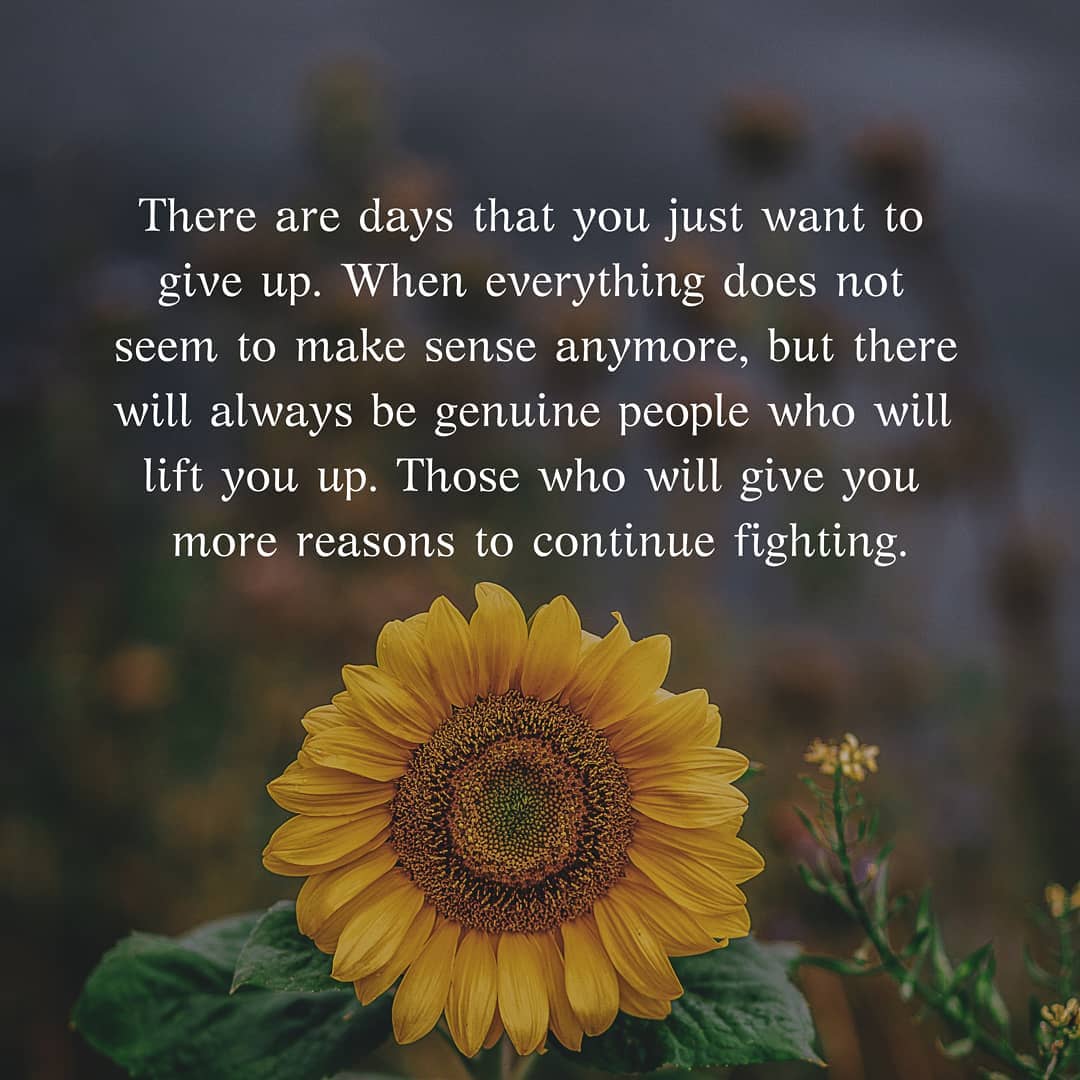 There are days that you just want to
give up. When everything does not
seem to make sense anymore, but there
will always be genuine people who will
lift you up. Those who will give you
more reasons to continue fighting.